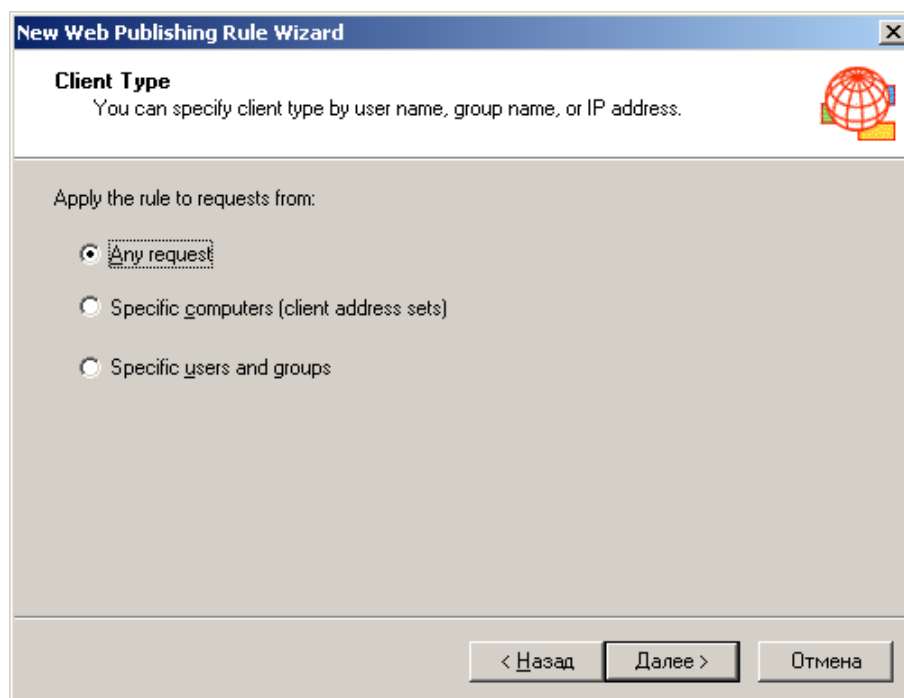 New Web Publishing Rule Wizard
Client Type
You can specify client type by user name, group name, or IP address.
Apply the rule to requests from:
Any request
Specific computers (client address sets)
Specific users and groups
< Назад Далее > Отмена